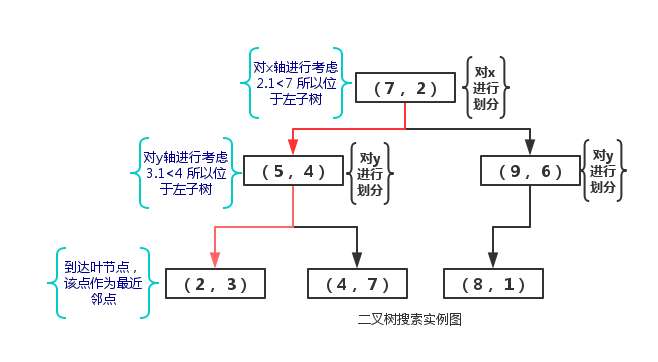 对x轴进行考虑
2.1<7 所以位
于左子树
(7, 2)
对x
进行
划分
对y轴进行考虑
3.1<4 所以位
于左子树
(5, 4)
对y
进行
划分
(9, 6)
对y
进行
划分
到达叶节点，
该点作为最近
邻点
(2, 3)
(4, 7)
(8, 1)
二叉树搜索实例图